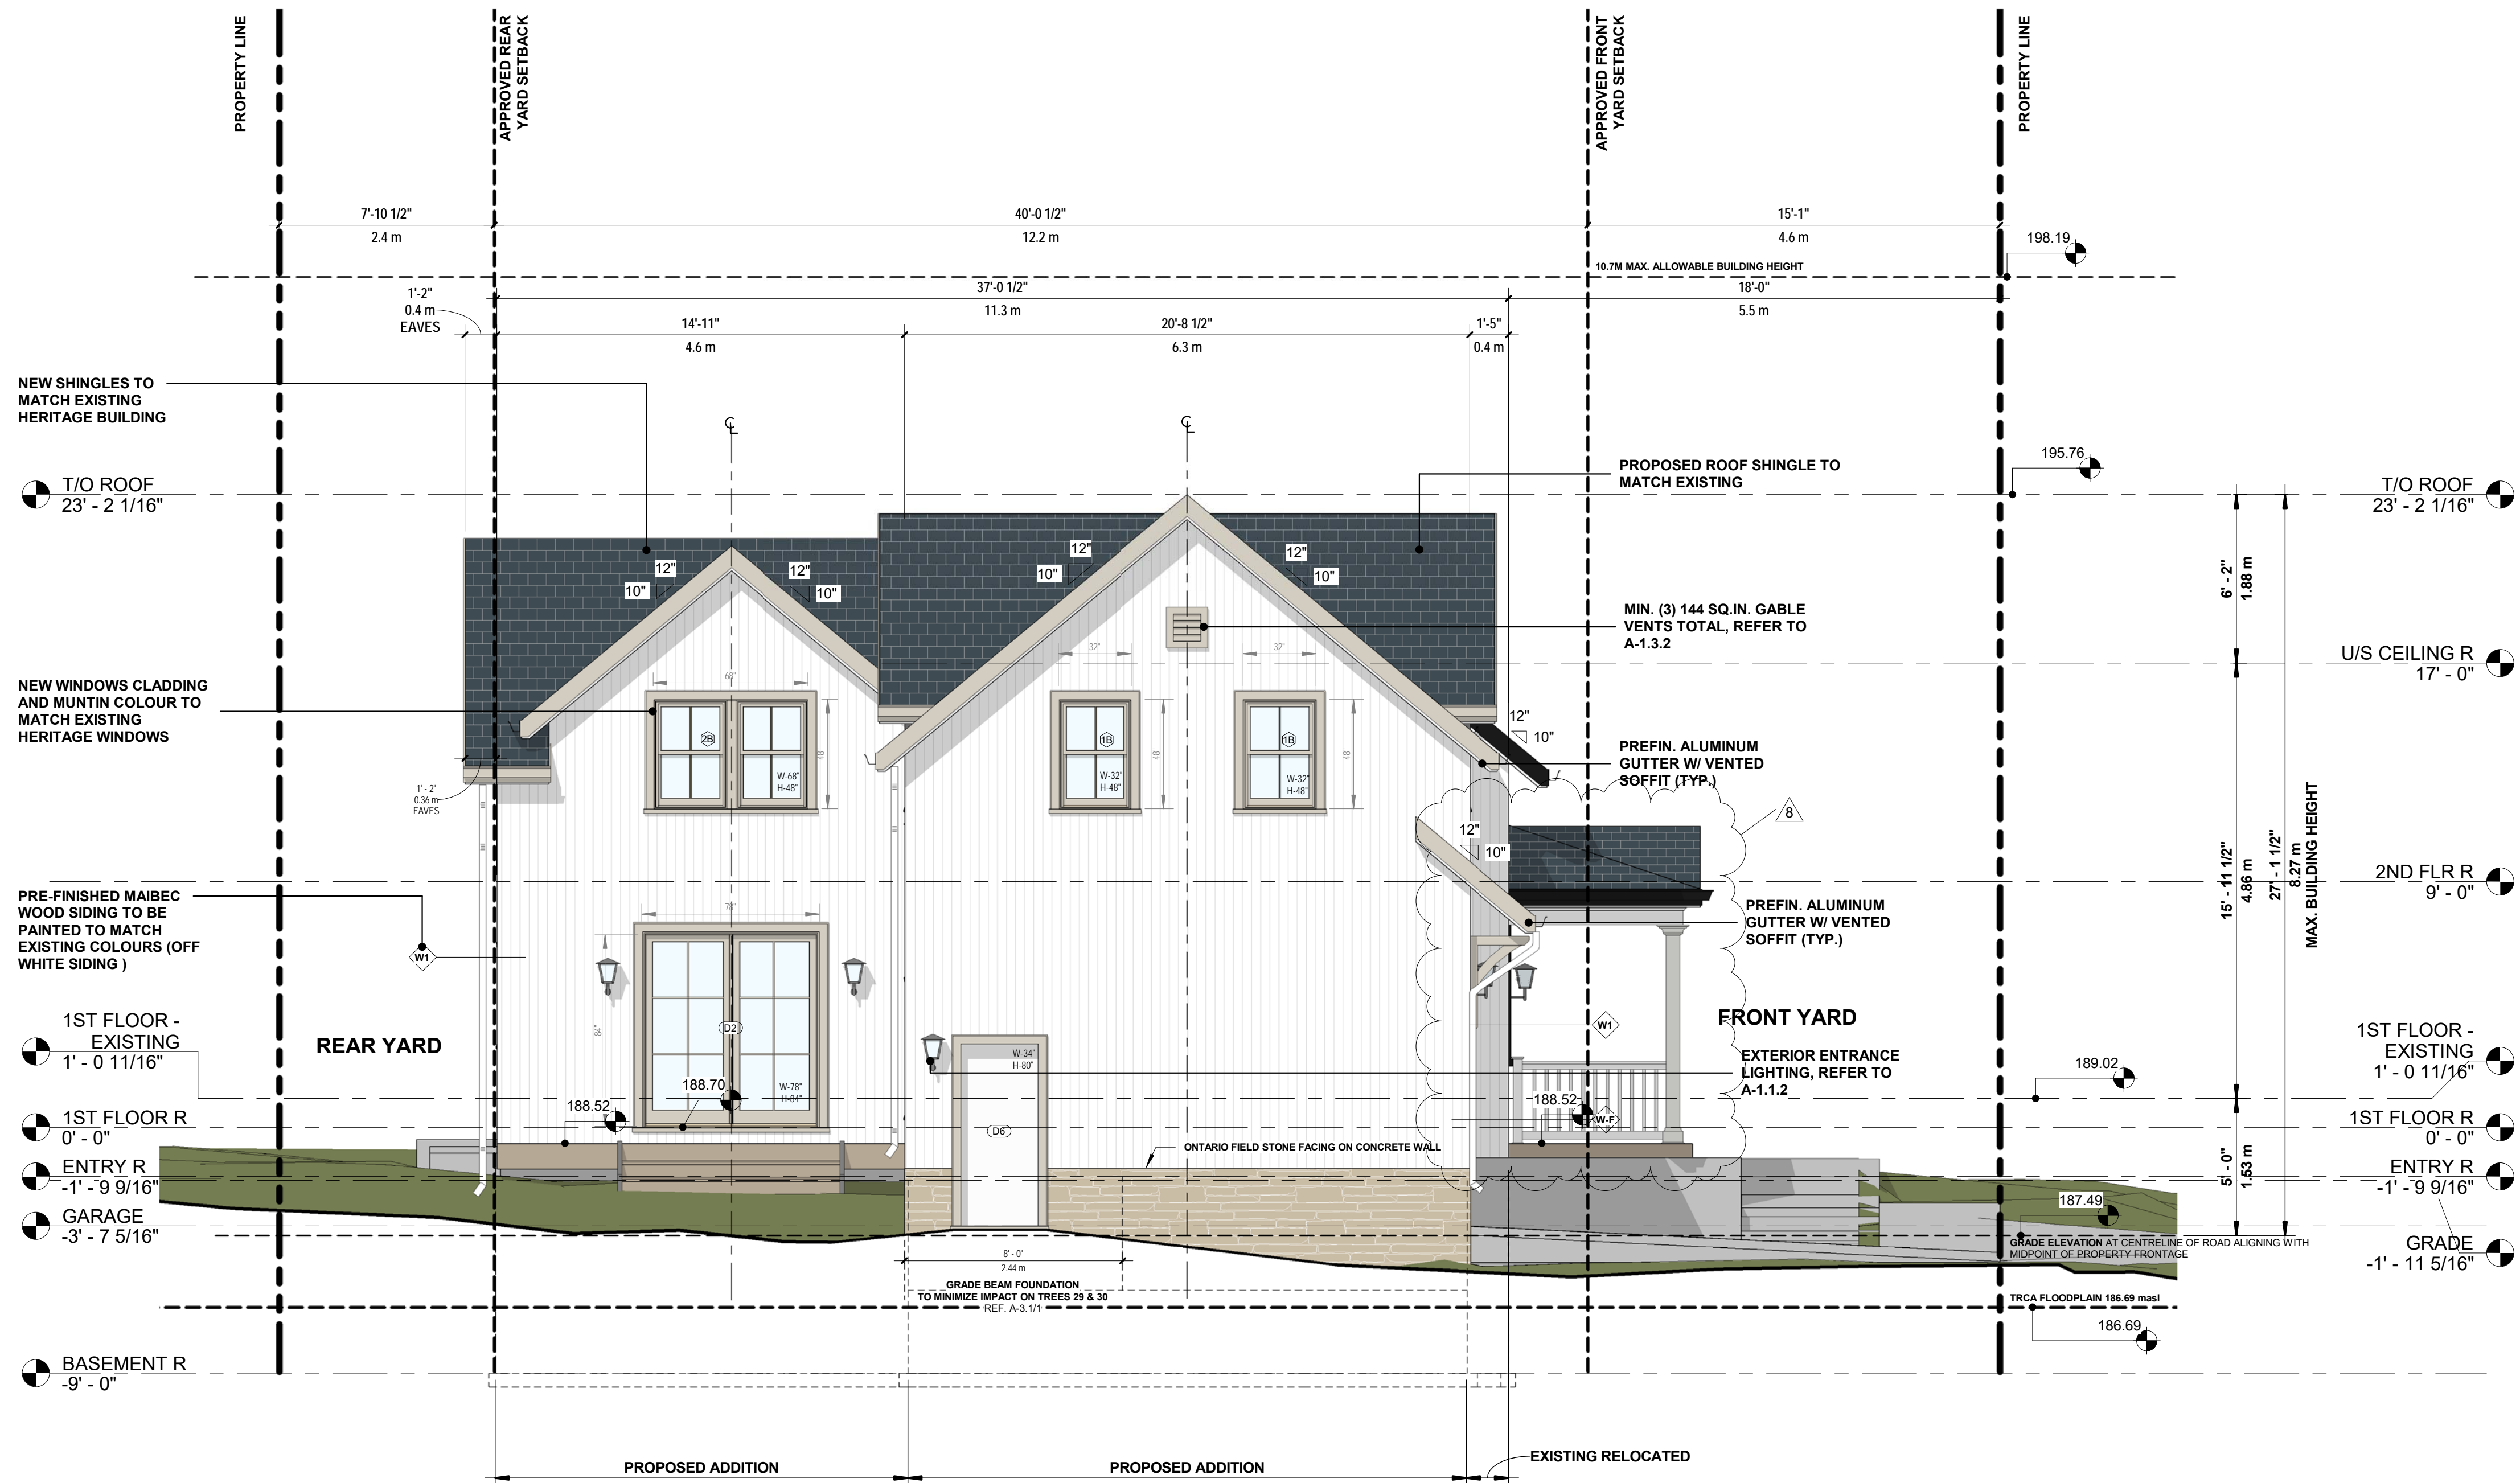 PROPERTY LINE
APPROVED REAR
YARD SETBACK
APPROVED FRONT
YARD SETBACK
PROPERTY LINE
7'-10 1/2"
2.4 m
40'-0 1/2"
12.2 m
15'-1"
4.6 m
198.19
10.7M MAX. ALLOWABLE BUILDING HEIGHT
1'-2"
0.4 m
EAVES
37'-0 1/2"
11.3 m
18'-0"
5.5 m
14'-11"
4.6 m
20'-8 1/2"
6.3 m
1'-5"
0.4 m
NEW SHINGLES TO
MATCH EXISTING
HERITAGE BUILDING
PROPOSED ROOF SHINGLE TO
MATCH EXISTING
195.76
T/O ROOF
23' - 2 1/16"
T/O ROOF
23' - 2 1/16"
12"
10"
12"
10"
12"
10"
12"
10"
6' - 2"
1.88 m
MIN. (3) 144 SQ.IN. GABLE
VENTS TOTAL, REFER TO
A-1.3.2
32"
32"
U/S CEILING R
17' - 0"
NEW WINDOWS CLADDING
AND MUNTIN COLOUR TO
MATCH EXISTING
HERITAGE WINDOWS
68"
2B
48"
W-68"
H-48"
1B
48"
W-32"
H-48"
1B
48"
W-32"
H-48"
12"
10"
PREFIN. ALUMINUM
GUTTER W/ VENTED
SOFFIT (TYP.)
1' - 2"
0.36 m
EAVES
8
12"
10"
15' - 11 1/2"
4.86 m
27' - 1 1/2"
8.27 m
MAX. BUILDING HEIGHT
2ND FLR R
9' - 0"
PRE-FINISHED MAIBEC
WOOD SIDING TO BE
PAINTED TO MATCH
EXISTING COLOURS (OFF
WHITE SIDING )
W1
78"
84"
D2
W-78"
H-84"
PREFIN. ALUMINUM
GUTTER W/ VENTED
SOFFIT (TYP.)
W1
FRONT YARD
REAR YARD
1ST FLOOR -
EXISTING
1' - 0 11/16"
W-34"
H-80"
EXTERIOR ENTRANCE
LIGHTING, REFER TO
A-1.1.2
1ST FLOOR -
EXISTING
1' - 0 11/16"
189.02
188.70
188.52
188.52
W-F
1ST FLOOR R
0' - 0"
1ST FLOOR R
0' - 0"
D6
ONTARIO FIELD STONE FACING ON CONCRETE WALL
ENTRY R
-1' - 9 9/16"
ENTRY R
-1' - 9 9/16"
5' - 0"
1.53 m
187.49
GARAGE
-3' - 7 5/16"
GRADE ELEVATION AT CENTRELINE OF ROAD ALIGNING WITH
MIDPOINT OF PROPERTY FRONTAGE
GRADE
-1' - 11 5/16"
8' - 0"
2.44 m
GRADE BEAM FOUNDATION
TO MINIMIZE IMPACT ON TREES 29 & 30
REF. A-3.1/1
TRCA FLOODPLAIN 186.69 masl
186.69
BASEMENT R
-9' - 0"
PROPOSED ADDITION
PROPOSED ADDITION
EXISTING RELOCATED